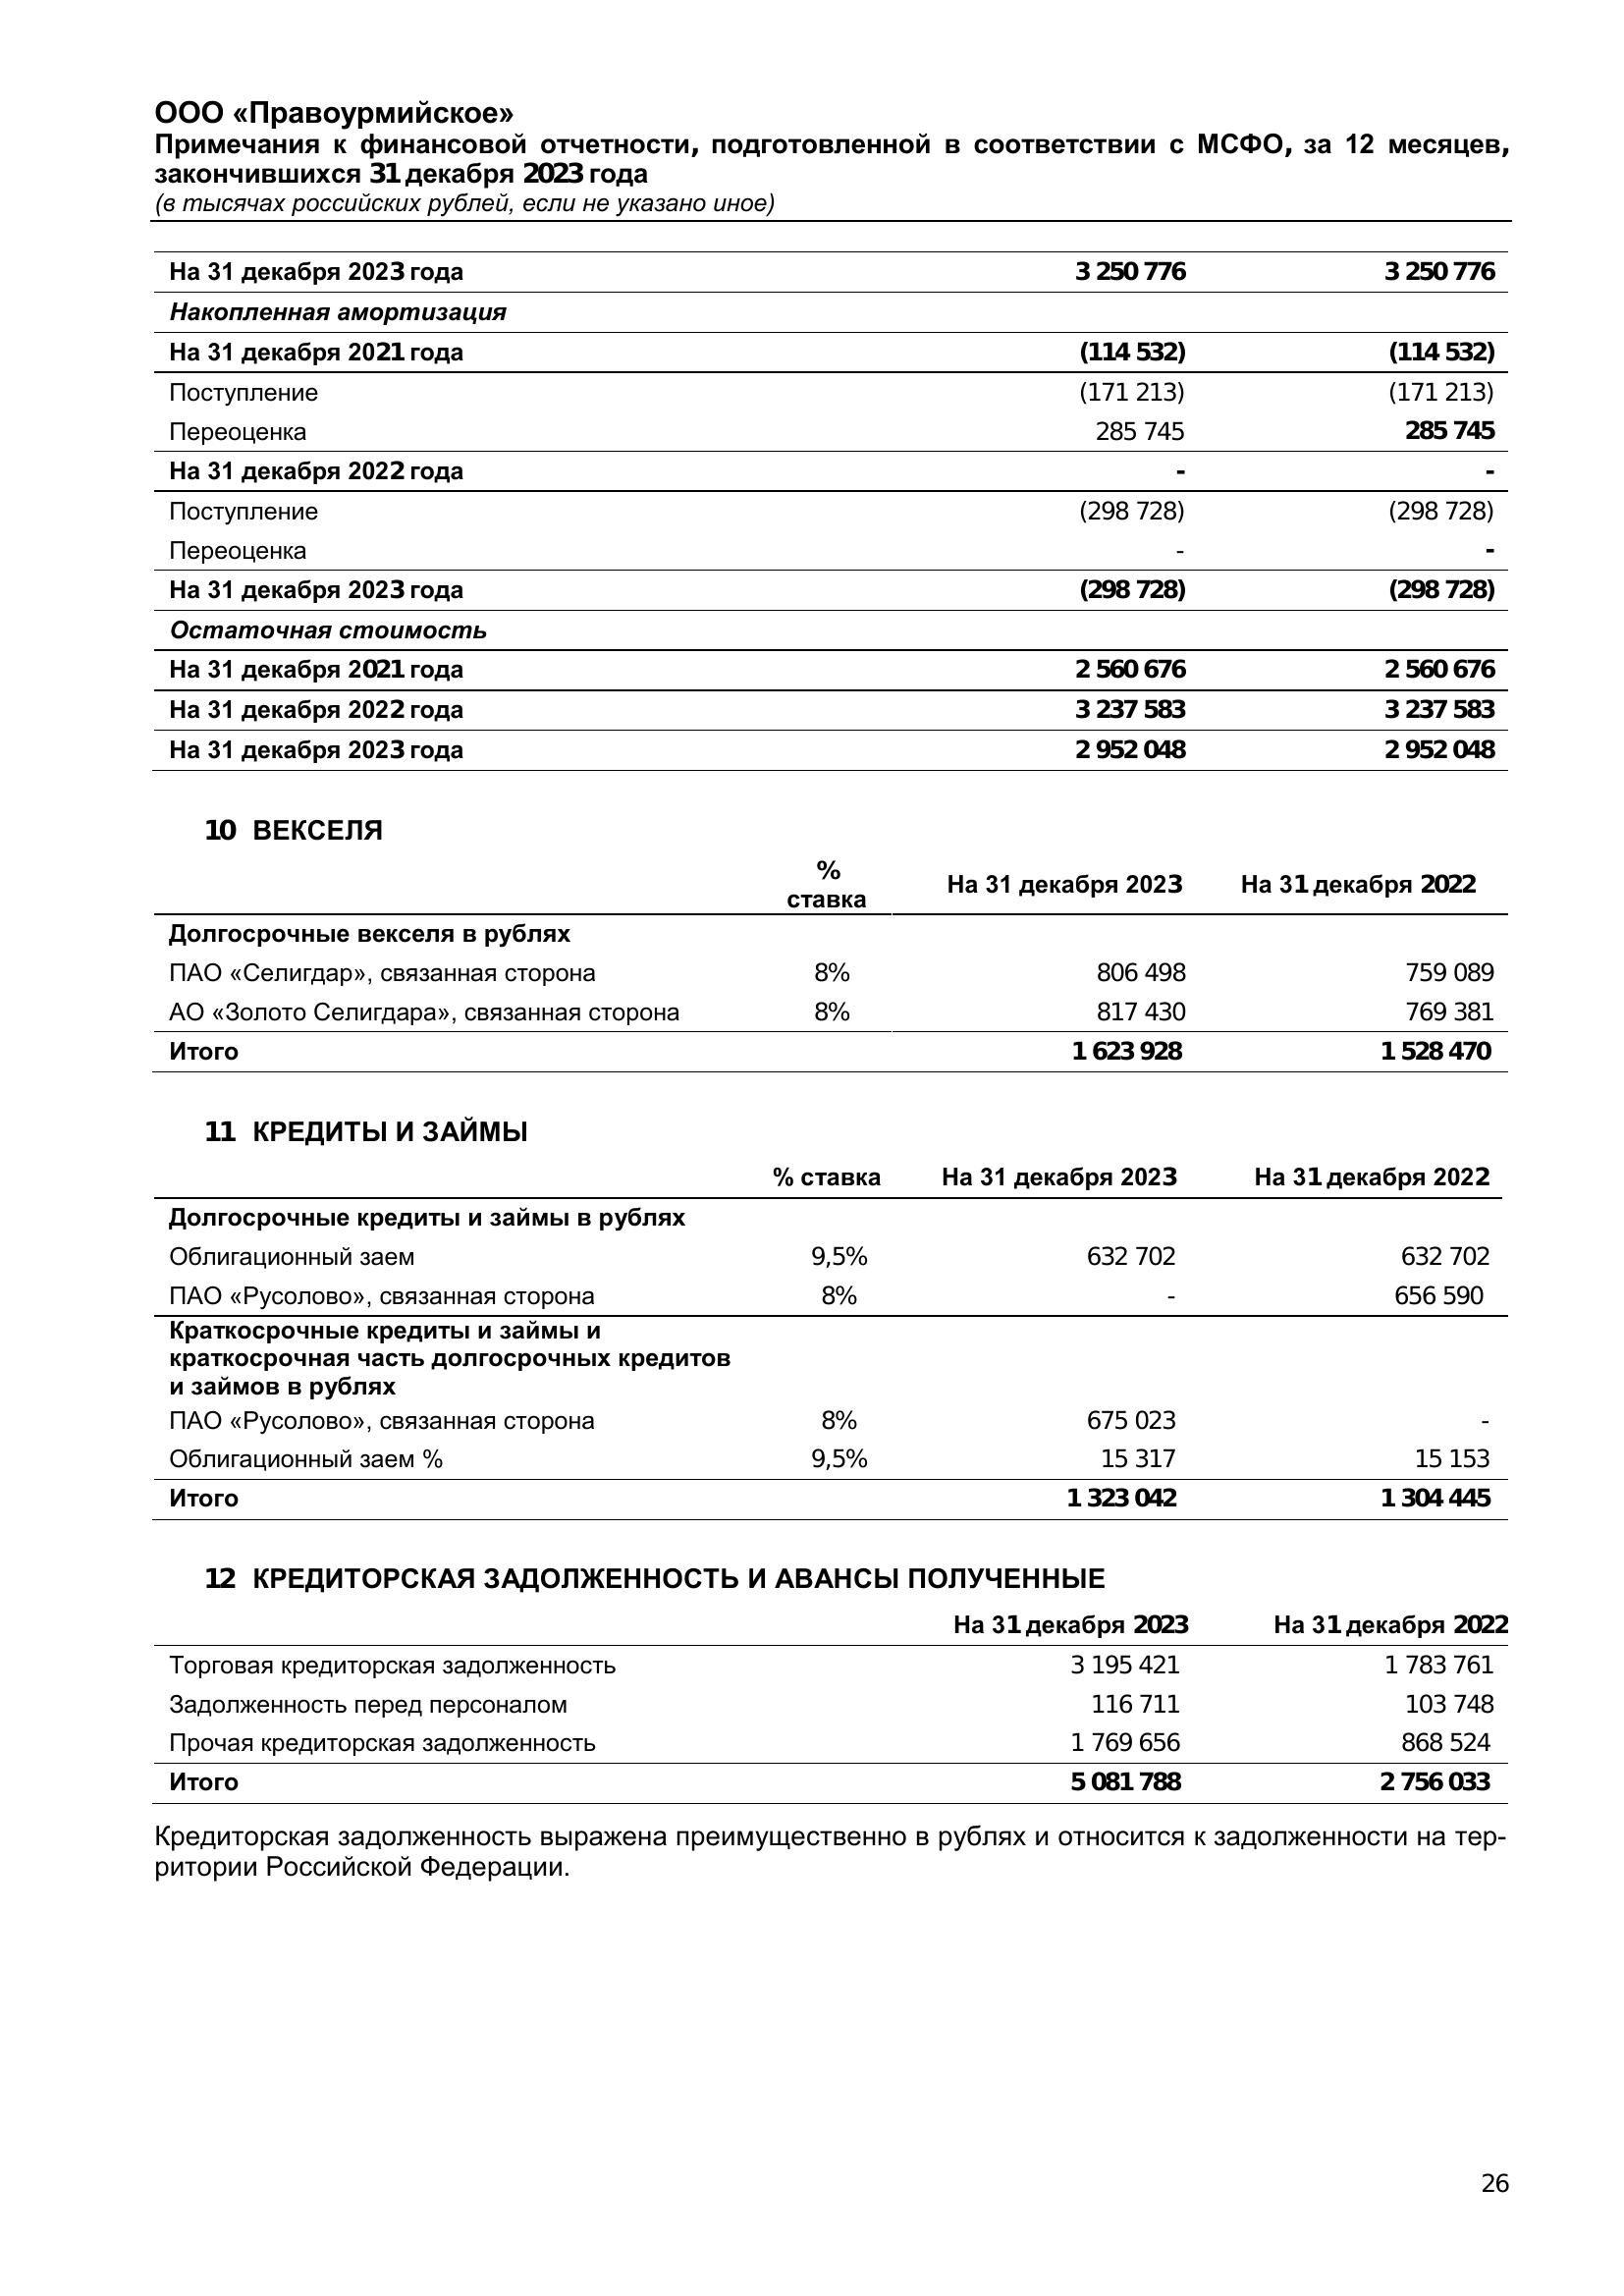 ООО «Правоурмийское»
Примечания к финансовой отчетности, подготовленной в соответствии с МСФО, за 12 месяцев,
закончившихся 31 декабря 2023 года
(в тысячах российских рублей, если не указано иное)
На 31 декабря 2023 года 3 250 776 3 250 776
Накопленная амортизация
На 31 декабря 2021 года (114 532) (114 532)
Поступление (171 213) (171 213)
Переоценка 285 745 285 745
На 31 декабря 2022 года - -
Поступление (298 728) (298 728)
Переоценка - -
На 31 декабря 2023 года (298 728) (298 728)
Остаточная стоимость
На 31 декабря 2021 года 2 560 676 2 560 676
На 31 декабря 2022 года 3 237 583 3 237 583
На 31 декабря 2023 года 2 952 048 2 952 048
10 ВЕКСЕЛЯ
%
ставка На 31 декабря 2023 На 31 декабря 2022
Долгосрочные векселя в рублях
ПАО «Селигдар», связанная сторона 8% 806 498 759 089
АО «Золото Селигдара», связанная сторона 8% 817 430 769 381
Итого 1 623 928 1 528 470
11 КРЕДИТЫ И ЗАЙМЫ
% ставка На 31 декабря 2023 На 31 декабря 2022
Долгосрочные кредиты и займы в рублях
Облигационный заем 9,5% 632 702 632 702
ПАО «Русолово», связанная сторона 8% - 656 590
Краткосрочные кредиты и займы и
краткосрочная часть долгосрочных кредитов
и займов в рублях
ПАО «Русолово», связанная сторона 8% 675 023 -
Облигационный заем % 9,5% 15 317 15 153
Итого 1 323 042 1 304 445
12 КРЕДИТОРСКАЯ ЗАДОЛЖЕННОСТЬ И АВАНСЫ ПОЛУЧЕННЫЕ
На 31 декабря 2023 На 31 декабря 2022
Торговая кредиторская задолженность 3 195 421 1 783 761
Задолженность перед персоналом 116 711 103 748
Прочая кредиторская задолженность 1 769 656 868 524
Итого 5 081 788 2 756 033
Кредиторская задолженность выражена преимущественно в рублях и относится к задолженности на тер-
ритории Российской Федерации.
26